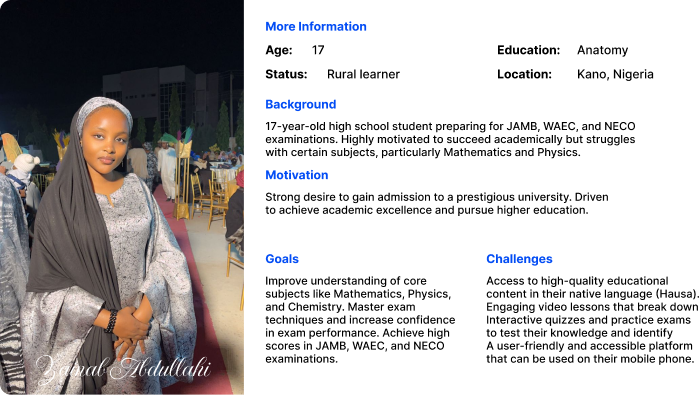 More Information
Age: 17
Education: Anatomy
Status: Rural learner
Location: Kano, Nigeria
Background
17-year-old high school student preparing for JAMB, WAEC, and NECO
examinations. Highly motivated to succeed academically but struggles
with certain subjects, particularly Mathematics and Physics.
Motivation
Strong desire to gain admission to a prestigious university. Driven
to achieve academic excellence and pursue higher education.
Goals
Improve understanding of core
subjects like Mathematics, Physics,
and Chemistry. Master exam
techniques and increase confidence
in exam performance. Achieve high
scores in JAMB, WAEC, and NECO
examinations.
Challenges
Access to high-quality educational
content in their native language (Hausa).
Engaging video lessons that break down
Interactive quizzes and practice exams
to test their knowledge and identify
A user-friendly and accessible platform
that can be used on their mobile phone.
Zainab Abdullahi